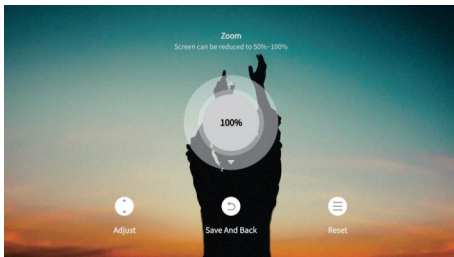 Zoom
Screen can be reduced to 50%~100%
100%
Adjust
Save And Back
Reset